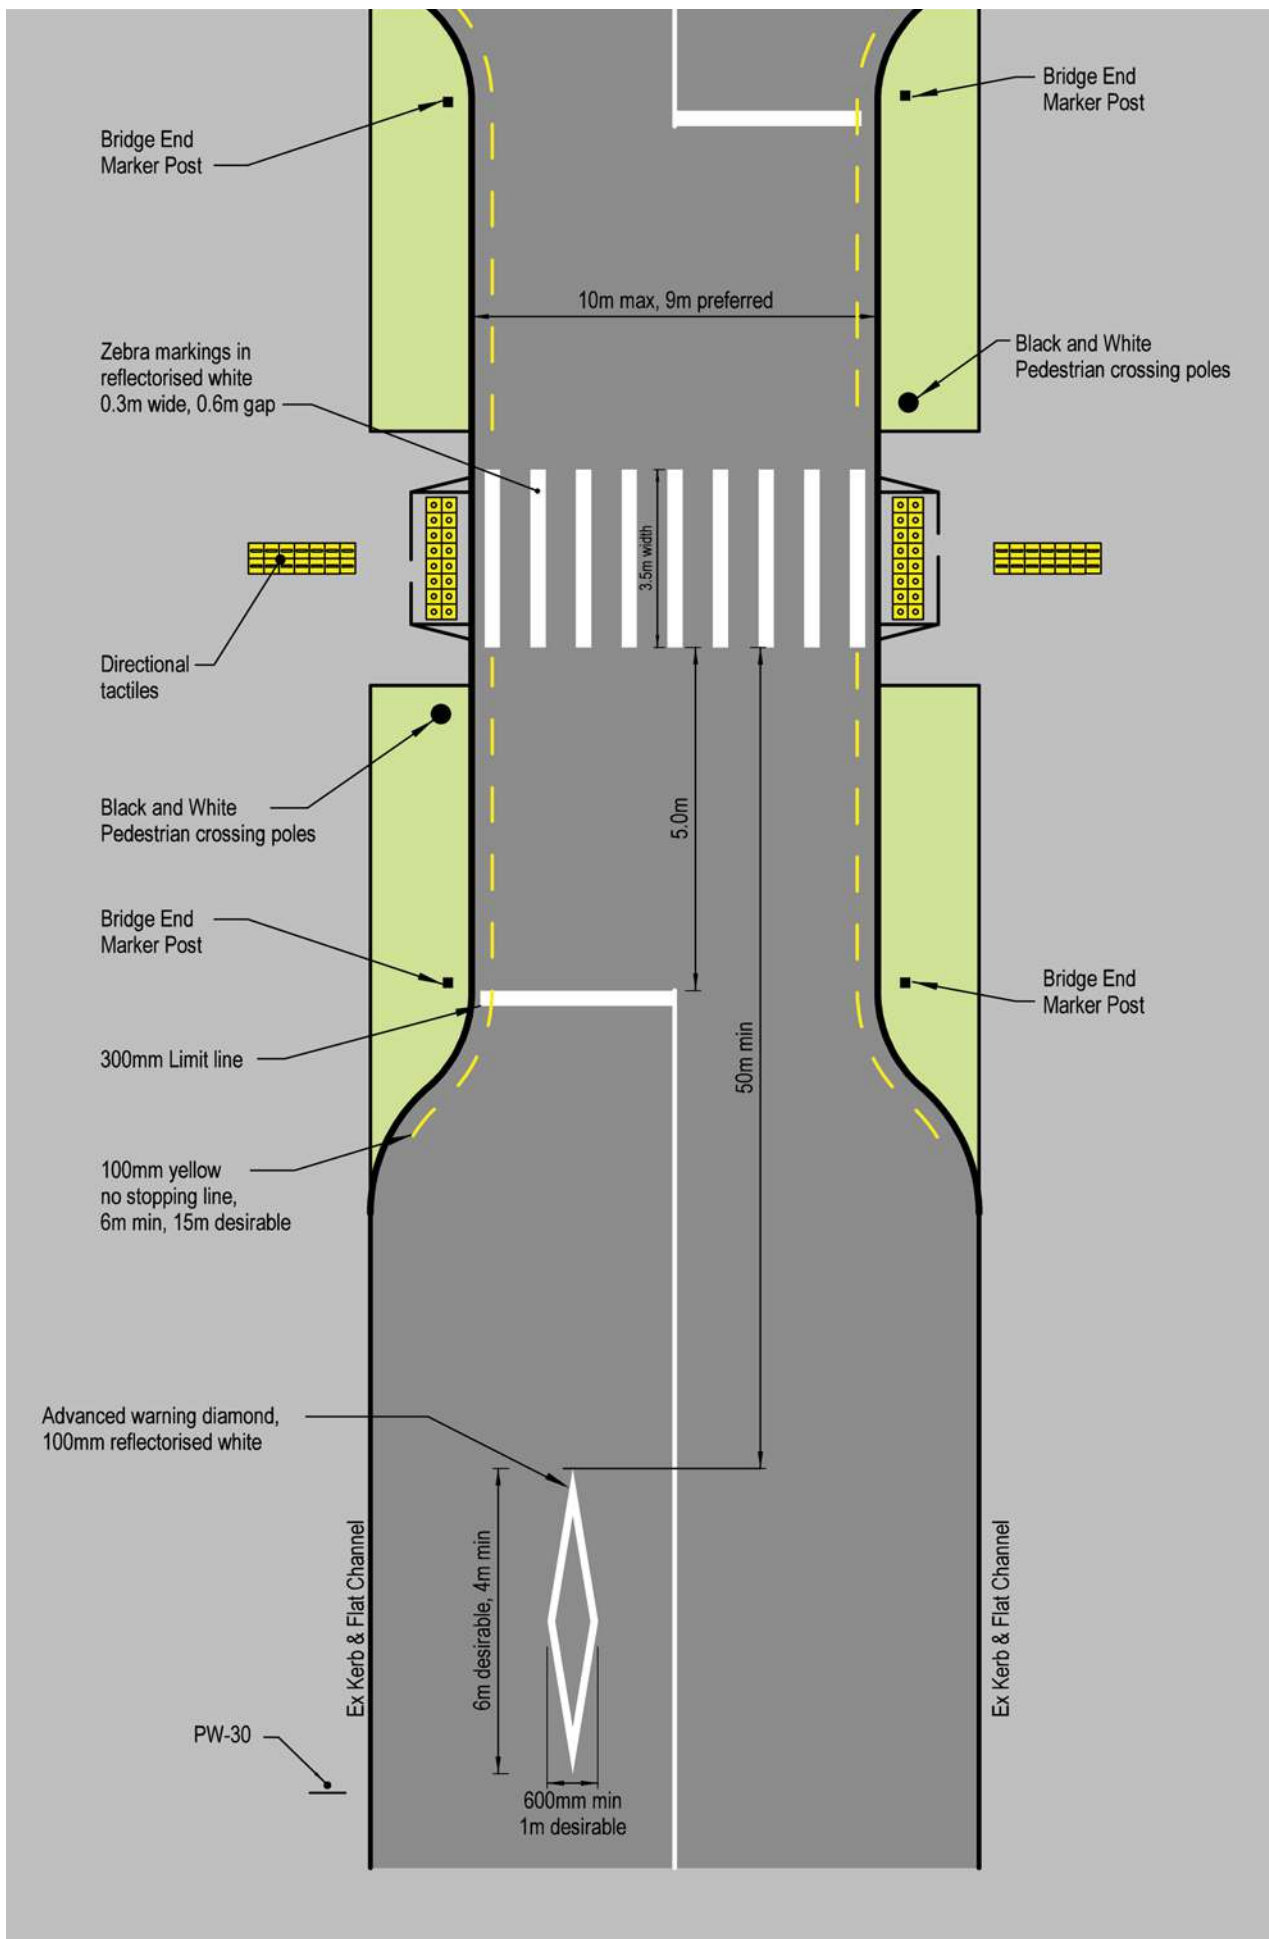 Bridge End
Marker Post
Bridge End
Marker Post
10m max, 9m preferred
Zebra markings in
reflectorised white
0.3m wide, 0.6m gap
Black and White
Pedestrian crossing poles
3.5m width
Directional
tactiles
Black and White
Pedestrian crossing poles
5.0m
Bridge End
Marker Post
Bridge End
Marker Post
300mm Limit line
50m min
100mm yellow
no stopping line,
6m min, 15m desirable
Advanced warning diamond,
100mm reflectorised white
6m desirable, 4m min
Ex Kerb & Flat Channel
Ex Kerb & Flat Channel
PW-30
600mm min
1m desirable